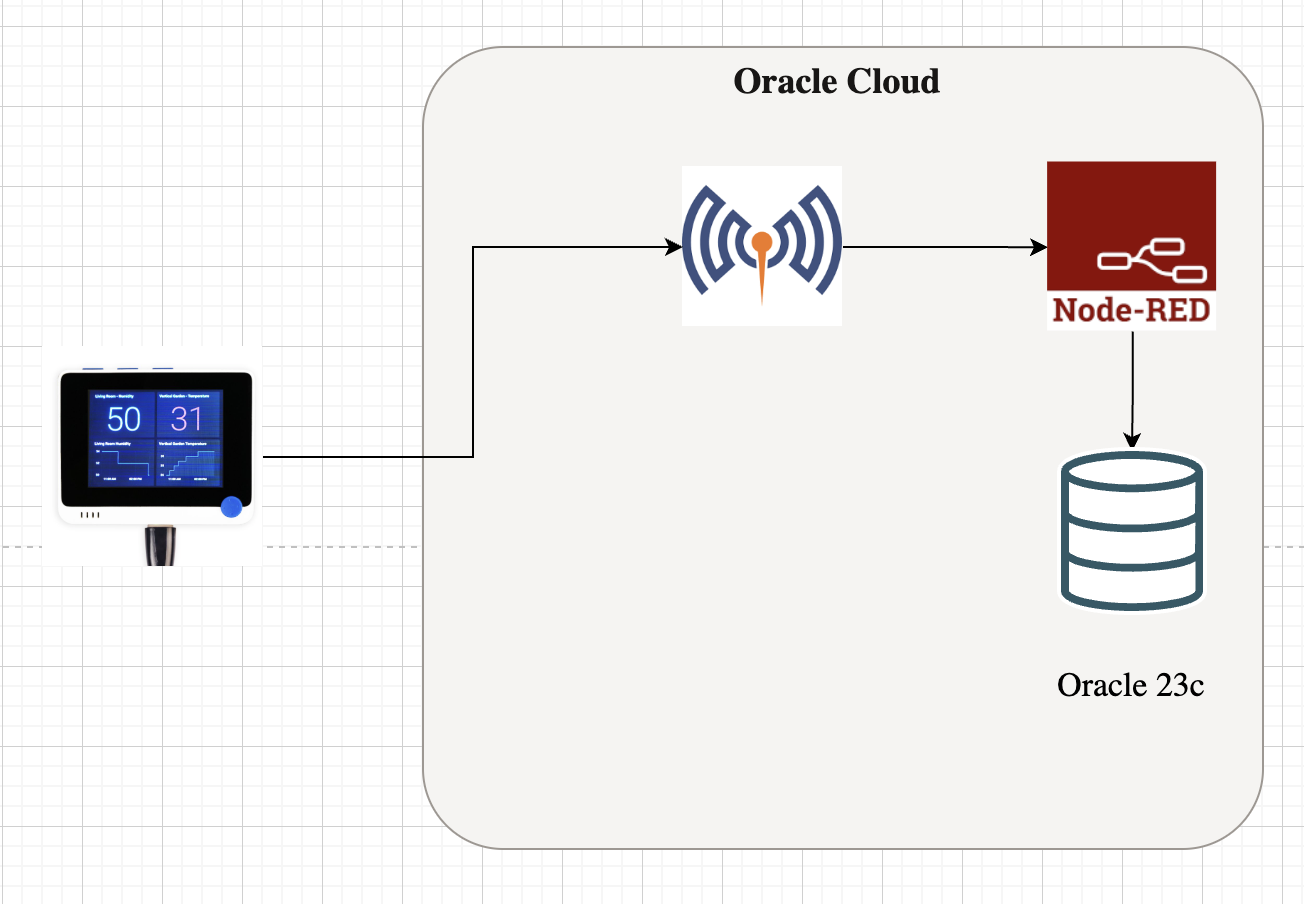 Oracle Cloud
Node-RED
Living Room - Humidity
Vertical Garden - Temperature
50
31
Living Room Humidity
Vertical Garden Temperature
Oracle 23c